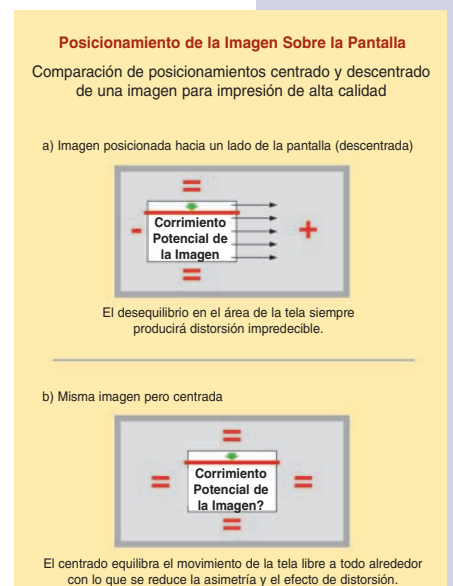 Posicionamiento de la Imagen Sobre la Pantalla
Comparación de posicionamientos centrado y descentrado
de una imagen para impresión de alta calidad
a) Imagen posicionada hacia un lado de la pantalla (descentrada)
=
- Corrimiento +
Potencial de
la Imagen
=
El desequilibrio en el área de la tela siempre
producirá distorsión impredecible.
b) Misma imagen pero centrada
=
= Corrimiento =
Potencial de
la Imagen?
=
El centrado equilibra el movimiento de la tela libre a todo alrededor
con lo que se reduce la asimetría y el efecto de distorsión.